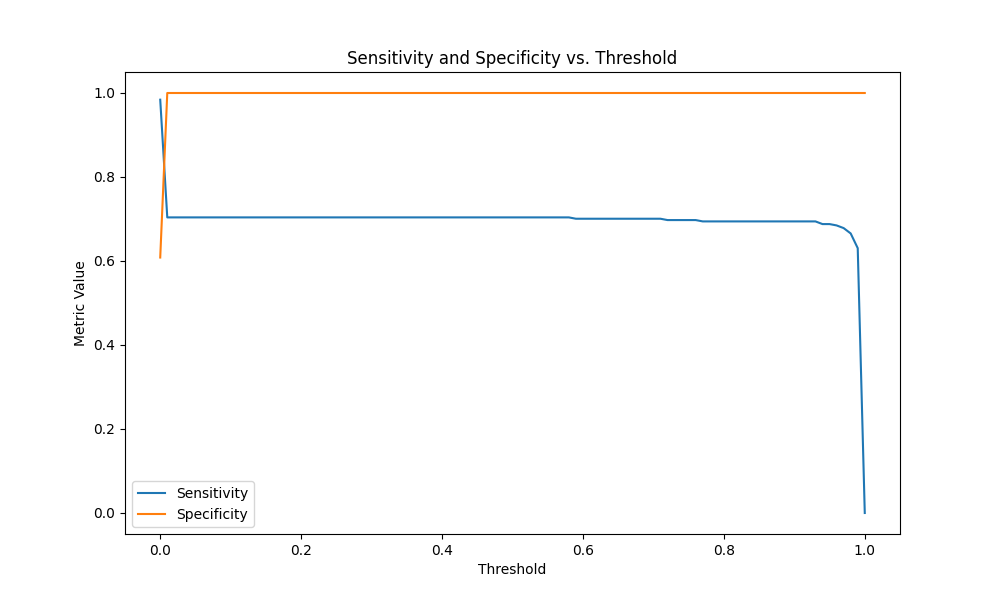 Sensitivity and Specificity vs. Threshold
1.0
0.8
0.6
0.4
0.2
0.0
Metric Value
Sensitivity
Specificity
0.0 0.2 0.4 0.6 0.8 1.0
Threshold